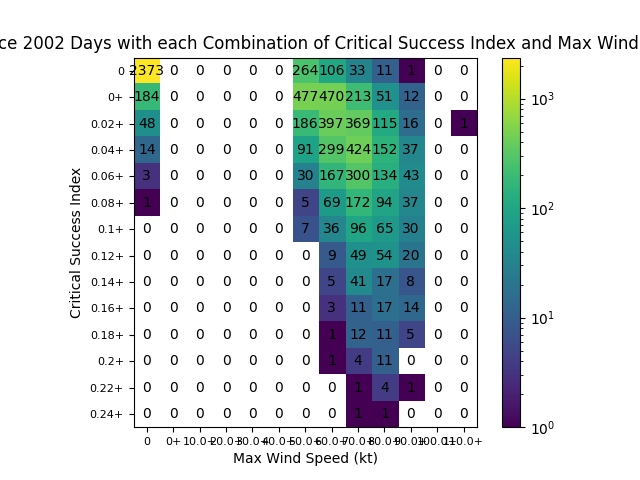 ce 2002 Days with each Combination of Critical Success Index and Max Wind
0 2373 0 0 0 0 0 264 106 33 11 1 0 0
0+ 184 0 0 0 0 0 477 470 213 51 12 0 0
0.02+ 48 0 0 0 0 0 186 397 369 115 16 0 1
0.04+ 14 0 0 0 0 0 91 299 424 152 37 0 0
0.06+ 3 0 0 0 0 0 30 167 300 134 43 0 0
0.08+ 1 0 0 0 0 0 5 69 172 94 37 0 0
0.1+ 0 0 0 0 0 0 7 36 96 65 30 0 0
0.12+ 0 0 0 0 0 0 0 9 49 54 20 0 0
0.14+ 0 0 0 0 0 0 0 5 41 17 8 0 0
0.16+ 0 0 0 0 0 0 0 3 11 17 14 0 0
0.18+ 0 0 0 0 0 0 0 1 12 11 5 0 0
0.2+ 0 0 0 0 0 0 0 1 4 11 0 0 0
0.22+ 0 0 0 0 0 0 0 0 1 4 1 0 0
0.24+ 0 0 0 0 0 0 0 0 1 1 0 0 0
0 0+ 10.0+ 20.0+ 30.0+ 40.0+ 50.0+ 60.0+ 70.0+ 80.0+ 90.0+ 100.0+ 110.0+
Max Wind Speed (kt)
Critical Success Index
10³
10²
10¹
10⁰